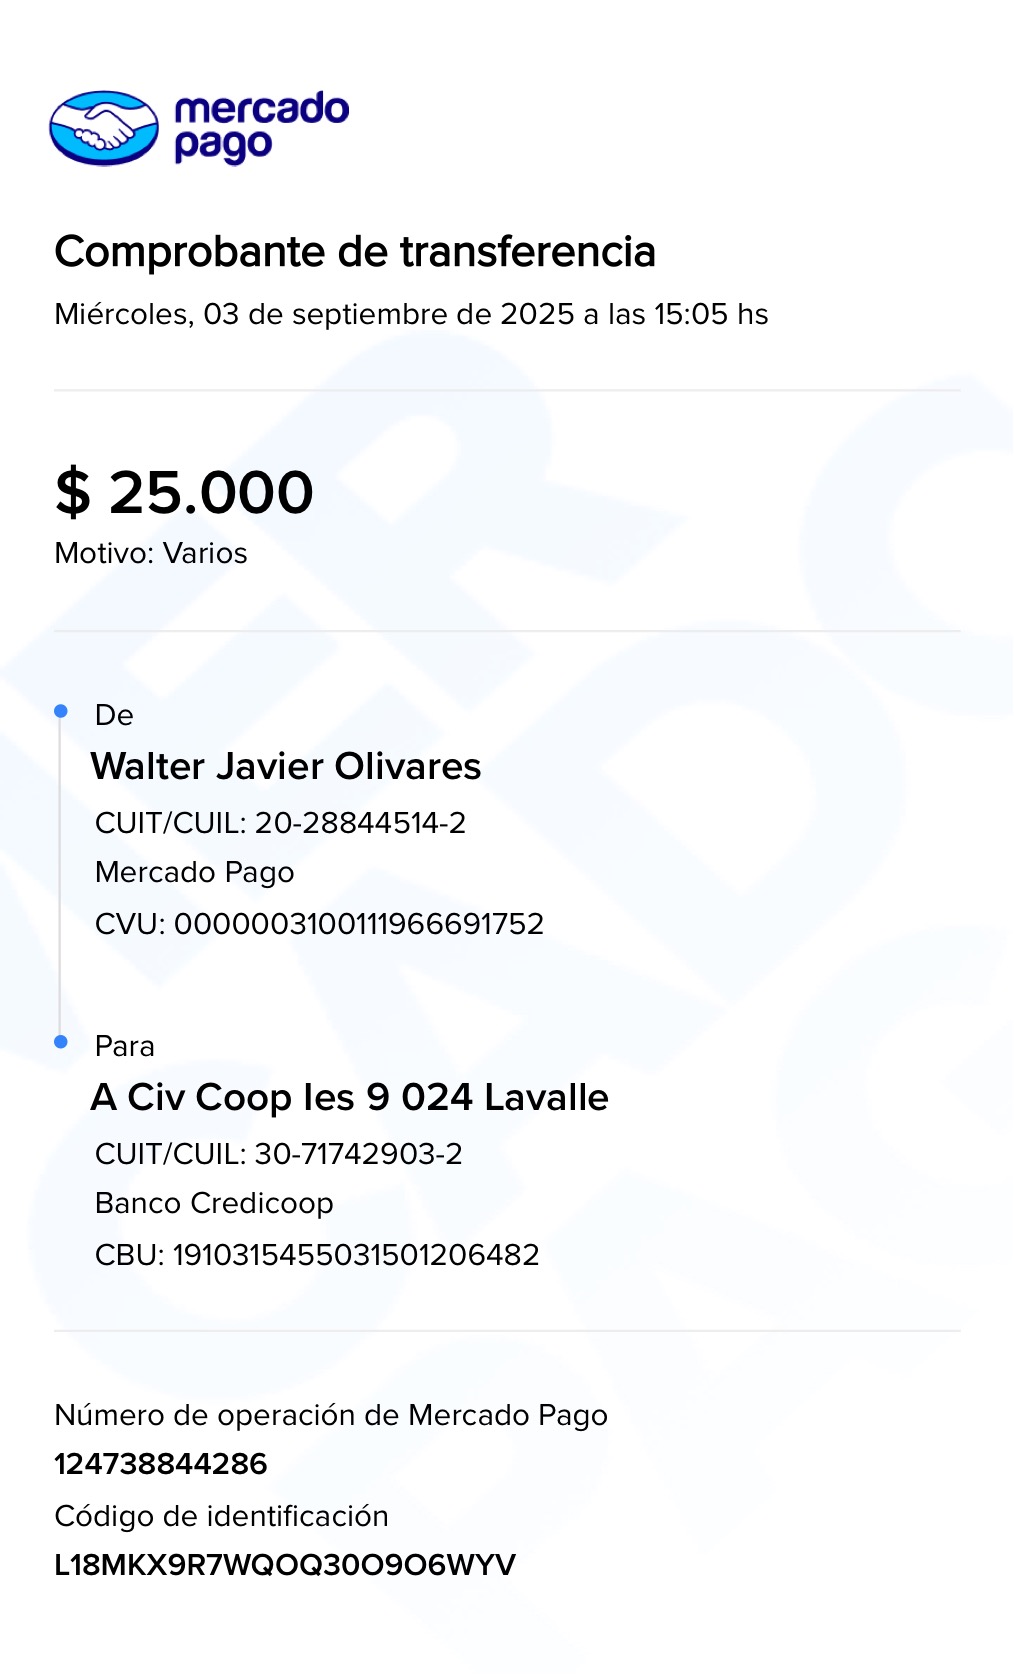 mercado
pago
Comprobante de transferencia
Miércoles, 03 de septiembre de 2025 a las 15:05 hs
$ 25.000
Motivo: Varios
De
Walter Javier Olivares
CUIT/CUIL: 20-28844514-2
Mercado Pago
CVU: 0000003100111966691752
Para
A Civ Coop Ies 9 024 Lavalle
CUIT/CUIL: 30-71742903-2
Banco Credicoop
CBU: 1910315455031501206482
Número de operación de Mercado Pago
124738844286
Código de identificación
L18MKX9R7WQOQ30O9O6WYV